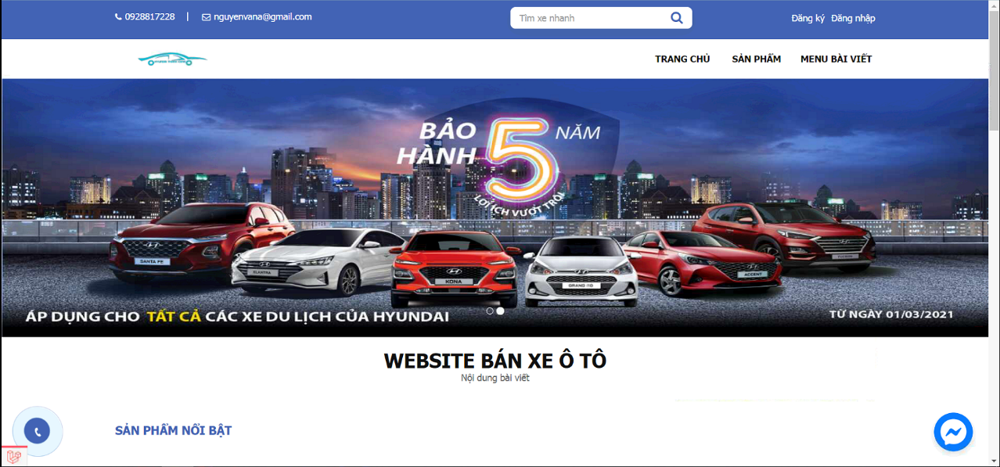 0928817228 | nguyenvana@gmail.com
Tìm xe nhanh
Đăng ký Đăng nhập
TRANG CHỦ SẢN PHẨM MENU BÀI VIẾT
BẢO HÀNH 5 NĂM
LỢI ÍCH VƯỢT TRỘI
SANTA FE
ELANTRA
KONA
GRAND i10
ACCENT
TUCSON
ÁP DỤNG CHO TẤT CẢ CÁC XE DU LỊCH CỦA HYUNDAI
TỪ NGÀY 01/03/2021
WEBSITE BÁN XE Ô TÔ
Nội dung bài viết
SẢN PHẨM NỔI BẬT